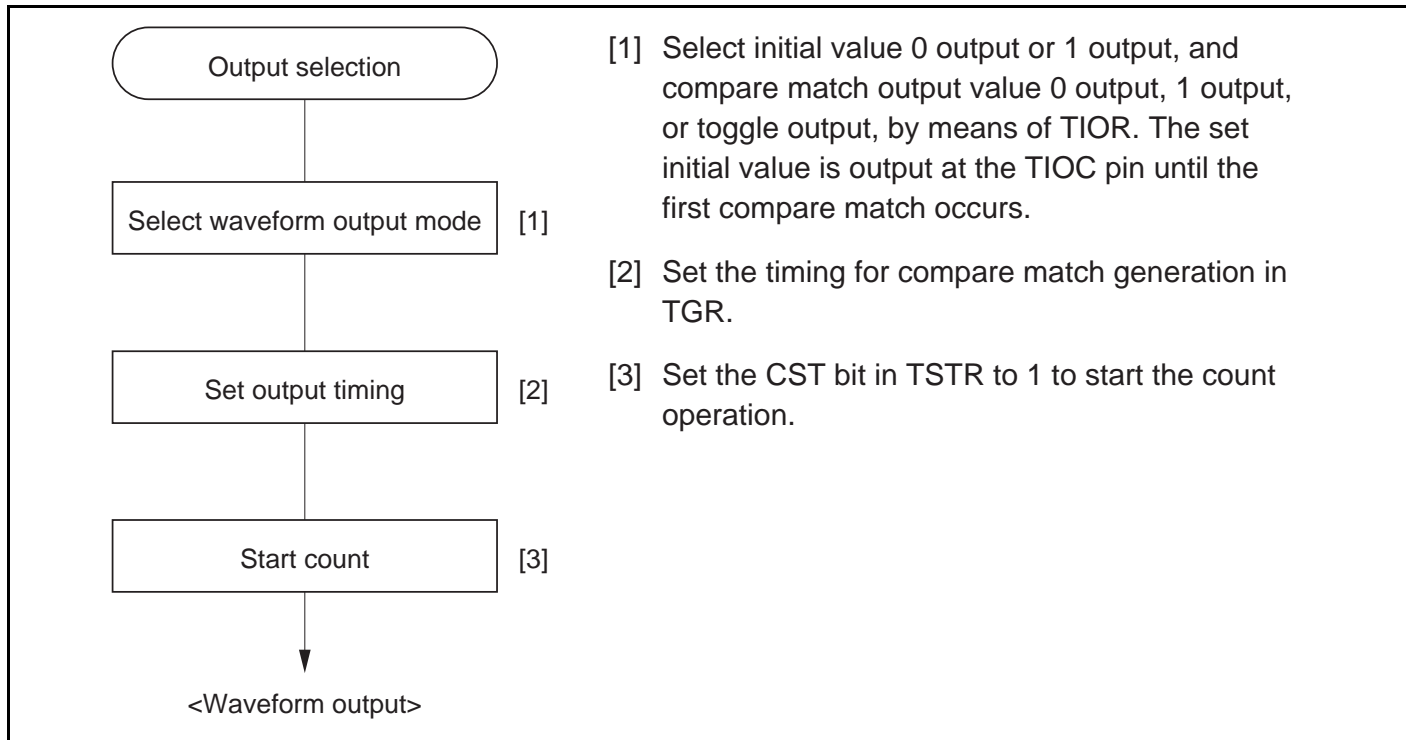 Output selection
Select waveform output mode [1]
Set output timing [2]
Start count [3]
<Waveform output>
[1] Select initial value 0 output or 1 output, and
compare match output value 0 output, 1 output,
or toggle output, by means of TIOR. The set
initial value is output at the TIOC pin until the
first compare match occurs.
[2] Set the timing for compare match generation in
TGR.
[3] Set the CST bit in TSTR to 1 to start the count
operation.